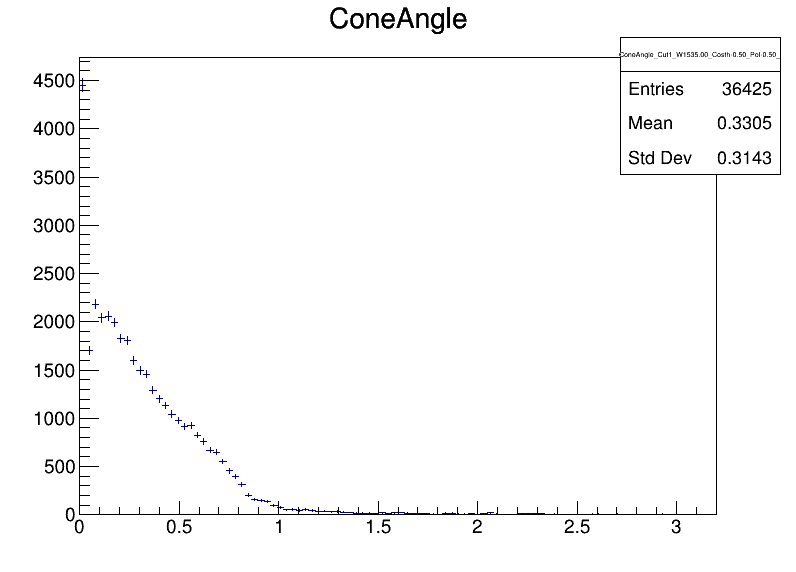 ConeAngle
ConeAngle_Cut1_W1535.00_Costh-0.50_Pol-0.50_
Entries 36425
Mean 0.3305
Std Dev 0.3143
4500
4000
3500
3000
2500
2000
1500
1000
500
0
0 0.5 1 1.5 2 2.5 3